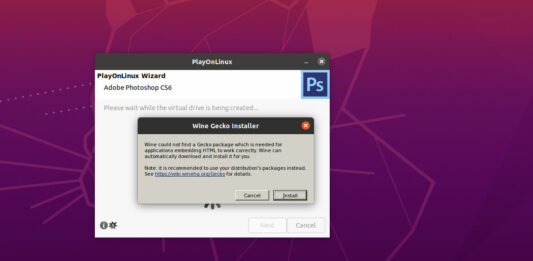 PlayOnLinux
PlayOnLinux Wizard
Adobe Photoshop CS6
Ps
Please wait while the virtual drive is being created...
Wine Gecko Installer
Wine could not find a Gecko package which is needed for
applications embedding HTML to work correctly. Wine can
automatically download and install it for you.
Note: it is recommended to use your distribution's packages instead.
See https://wiki.winehq.org/Gecko for details.
Cancel Install
Next Cancel